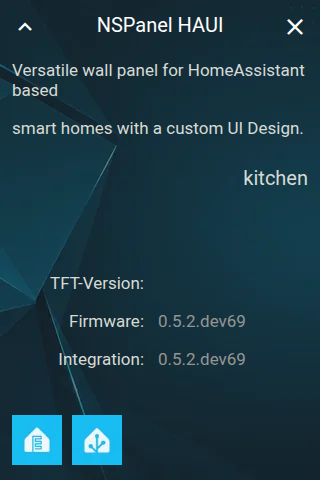 NSPanel HAUI
Versatile wall panel for HomeAssistant
based
smart homes with a custom UI Design.
kitchen
TFT-Version:
Firmware: 0.5.2.dev69
Integration: 0.5.2.dev69